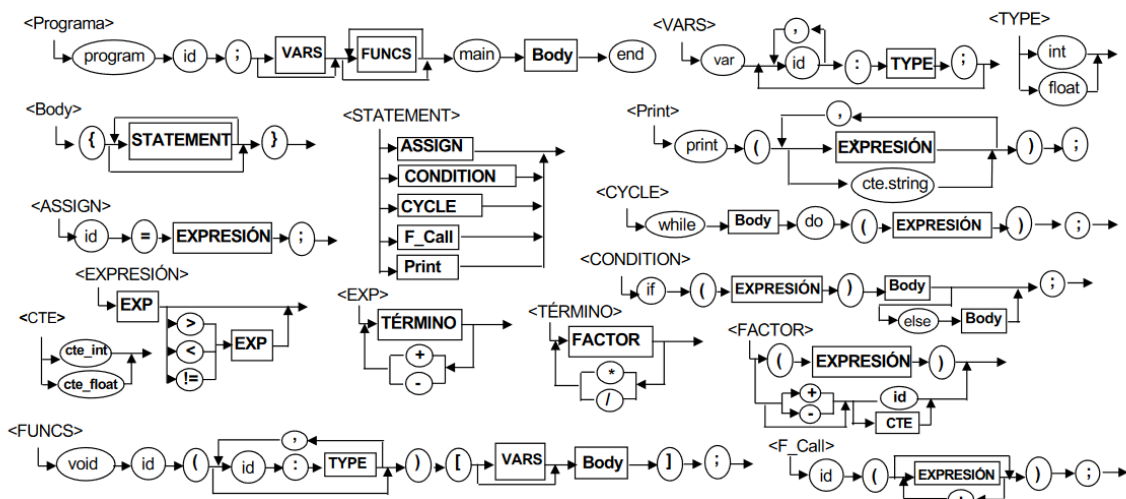 <Programa>
program id ; VARS FUNCS main Body end
<VARS>
var , id : TYPE ;
<TYPE>
int
float
<Body>
{ STATEMENT }
<STATEMENT>
ASSIGN
CONDITION
CYCLE
F_Call
Print
<Print>
print ( , EXPRESIÓN ) ;
cte.string
<ASSIGN>
id = EXPRESIÓN ;
<CYCLE>
while Body do ( EXPRESIÓN ) ;
<EXPRESIÓN>
EXP
>
<
!=
EXP
<CONDITION>
if ( EXPRESIÓN ) Body ;
else Body
<CTE>
cte_int
cte_float
<EXP>
TÉRMINO
+
-
<TÉRMINO>
FACTOR
*
/
<FACTOR>
( EXPRESIÓN )
+
-
id
CTE
<FUNCS>
void id ( , id : TYPE ) [ VARS Body ] ;
<F_Call>
id ( EXPRESIÓN ) ;